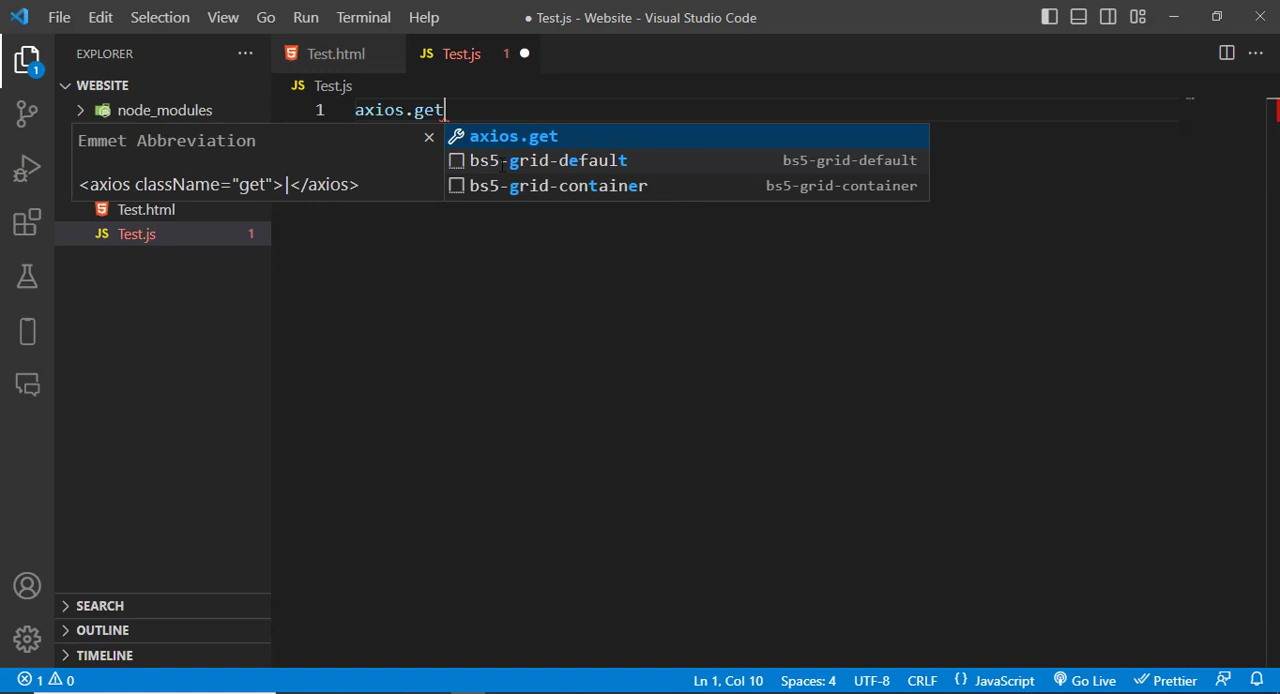 File Edit Selection View Go Run Terminal Help
● Test.js - Website - Visual Studio Code
EXPLORER
Test.html
JS Test.js 1
WEBSITE
JS Test.js
1
node_modules
1 axios.get
Emmet Abbreviation
<axios className="get">|</axios>
axios.get
bs5-grid-default bs5-grid-default
bs5-grid-container bs5-grid-container
Test.html
JS Test.js 1
SEARCH
OUTLINE
TIMELINE
1 0 Ln 1, Col 10 Spaces: 4 UTF-8 CRLF {} JavaScript Go Live Prettier